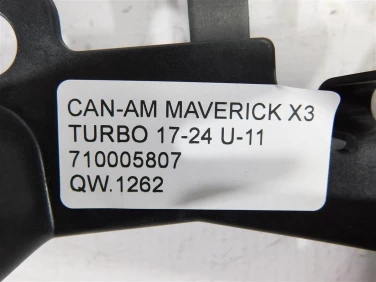 CAN-AM MAVERICK X3
TURBO 17-24 U-11
710005807
QW.1262